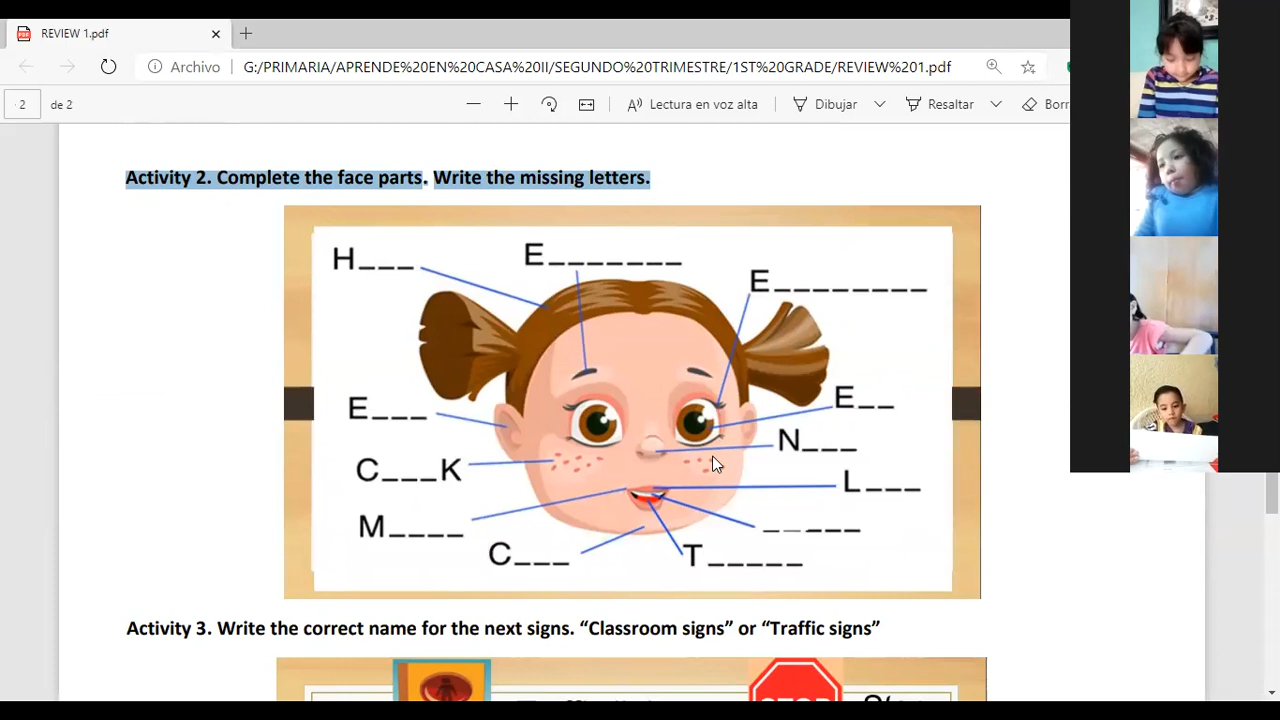 REVIEW 1.pdf
Archivo G:/PRIMARIA/APRENDE%20EN%20CASA%20II/SEGUNDO%20TRIMESTRE/1ST%20GRADE/REVIEW%201.pdf
2 de 2 Lectura en voz alta Dibujar Resaltar Borr
Activity 2. Complete the face parts. Write the missing letters.
H___
E_______
E________
E___
E__
C___K
N___
L___
M____
_____
C___
T_____
Activity 3. Write the correct name for the next signs. “Classroom signs” or “Traffic signs”
STOP